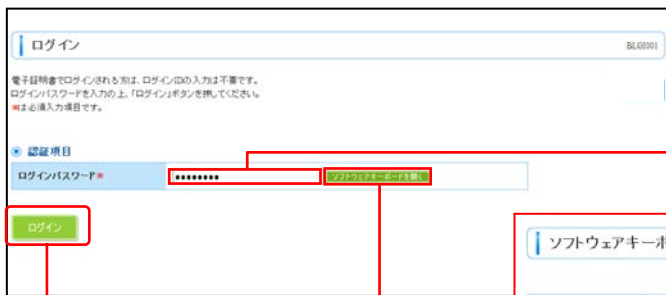 ログイン
BLGI001
電子証明書でログインされる方は、ログインIDの入力は不要です。
ログインパスワードを入力の上、「ログイン」ボタンを押してください。
※は必須入力項目です。
認証項目
ログインパスワード※ ●●●●●●●● ソフトウェアキーボードを開く
ログイン
ソフトウェアキーボ